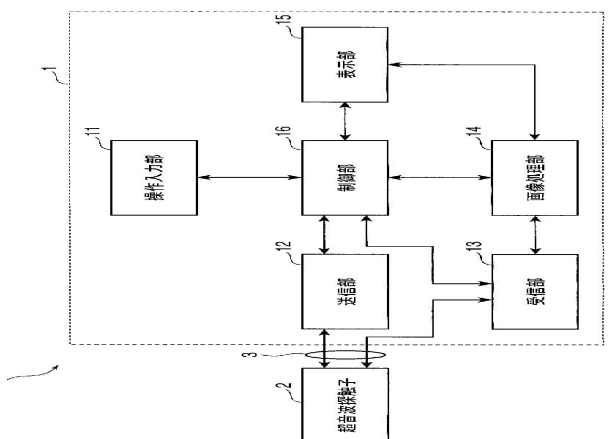 1
11
操作入力部
15
表示部
16
制御部
14
画像処理部
12
送信部
13
受信部
3
2
超音波探触子